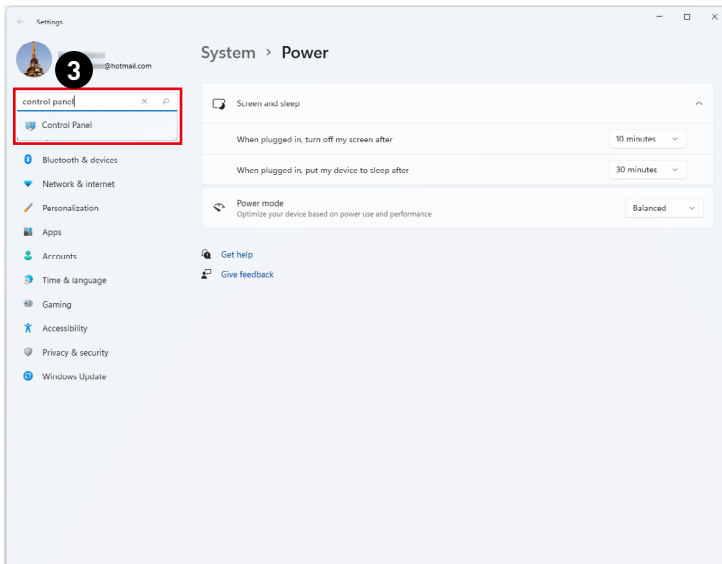 Settings
@hotmail.com
3
System > Power
control panel
Control Panel
Bluetooth & devices
Network & internet
Personalization
Apps
Accounts
Time & language
Gaming
Accessibility
Privacy & security
Windows Update
Screen and sleep
When plugged in, turn off my screen after
10 minutes
When plugged in, put my device to sleep after
30 minutes
Power mode
Optimize your device based on power use and performance
Balanced
Get help
Give feedback